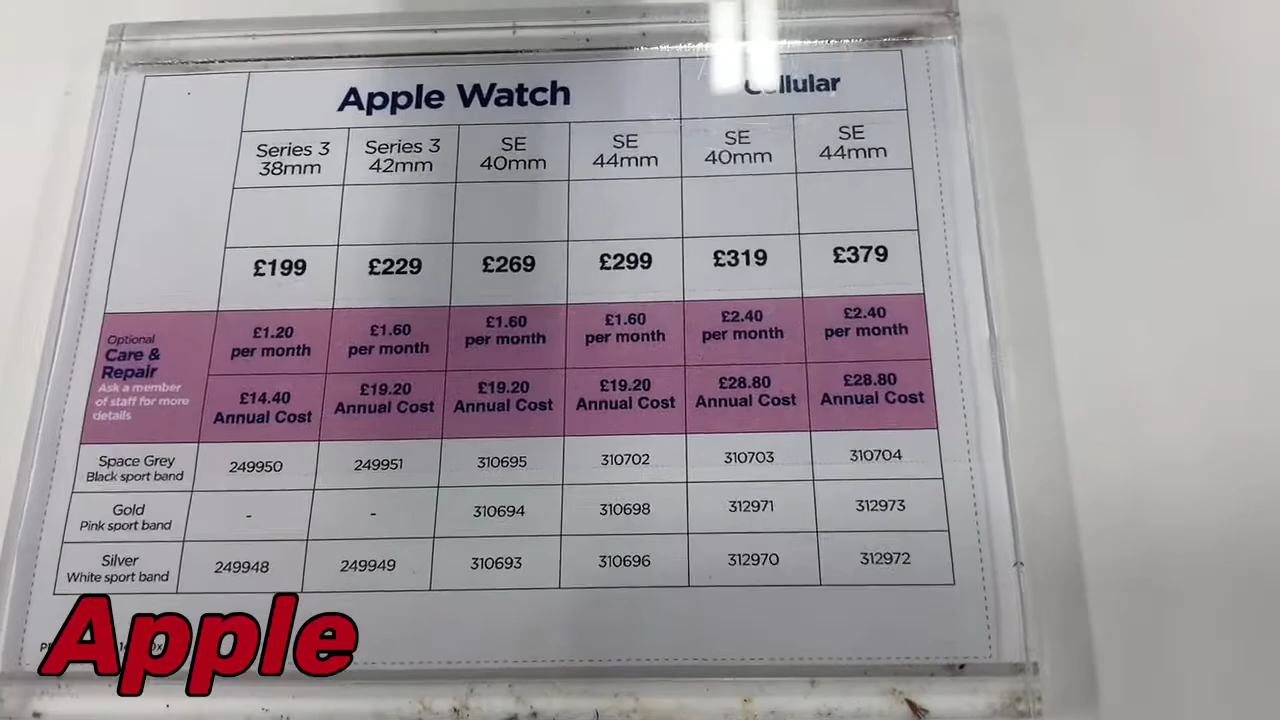 Apple Watch
Cellular
Series 3
38mm
Series 3
42mm
SE
40mm
SE
44mm
SE
40mm
SE
44mm
£199
£229
£269
£299
£319
£379
Optional
Care &
Repair
Ask a member
of staff for more
details
£1.20
per month
£1.60
per month
£1.60
per month
£1.60
per month
£2.40
per month
£2.40
per month
£14.40
Annual Cost
£19.20
Annual Cost
£19.20
Annual Cost
£19.20
Annual Cost
£28.80
Annual Cost
£28.80
Annual Cost
Space Grey
Black sport band
249950
249951
310695
310702
310703
310704
Gold
Pink sport band
-
-
310694
310698
312971
312973
Silver
White sport band
249948
249949
310693
310696
312970
312972
Apple